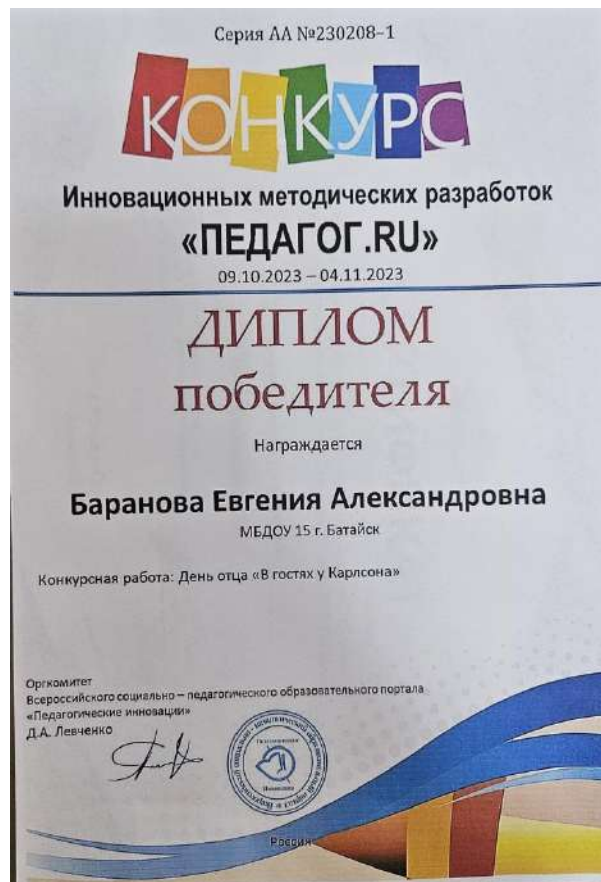 Серия АА №230208–1
КОНКУРС
Инновационных методических разработок
«ПЕДАГОГ.RU»
09.10.2023 – 04.11.2023
ДИПЛОМ
победителя
Награждается
Баранова Евгения Александровна
МБДОУ 15 г. Батайск
Конкурсная работа: День отца «В гостях у Карлсона»
Оргкомитет
Всероссийского социально – педагогического образовательного портала
«Педагогические инновации»
Д.А. Левченко
Россия